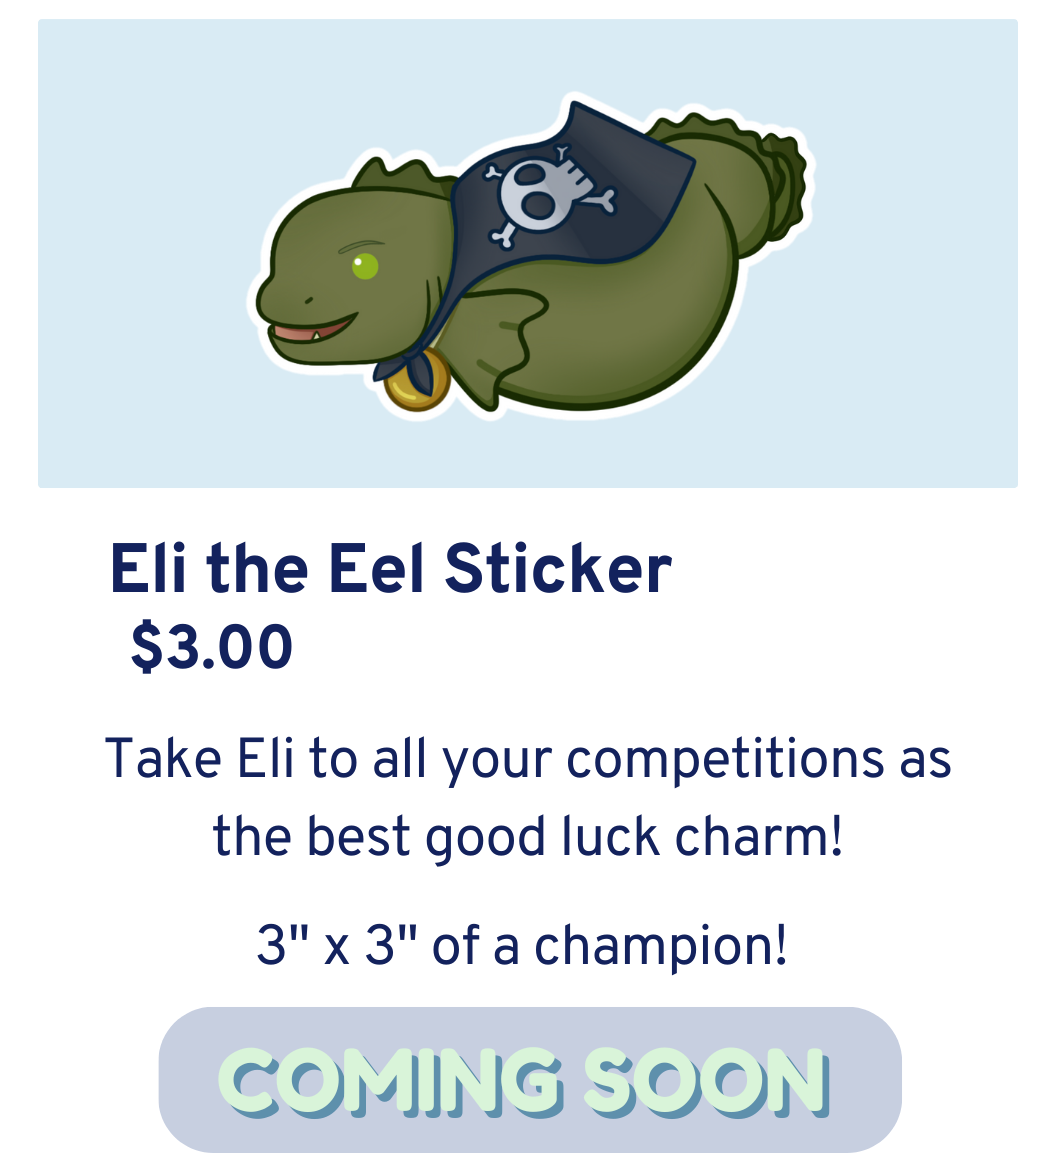 Eli the Eel Sticker
$3.00
Take Eli to all your competitions as
the best good luck charm!
3" x 3" of a champion!
COMING SOON